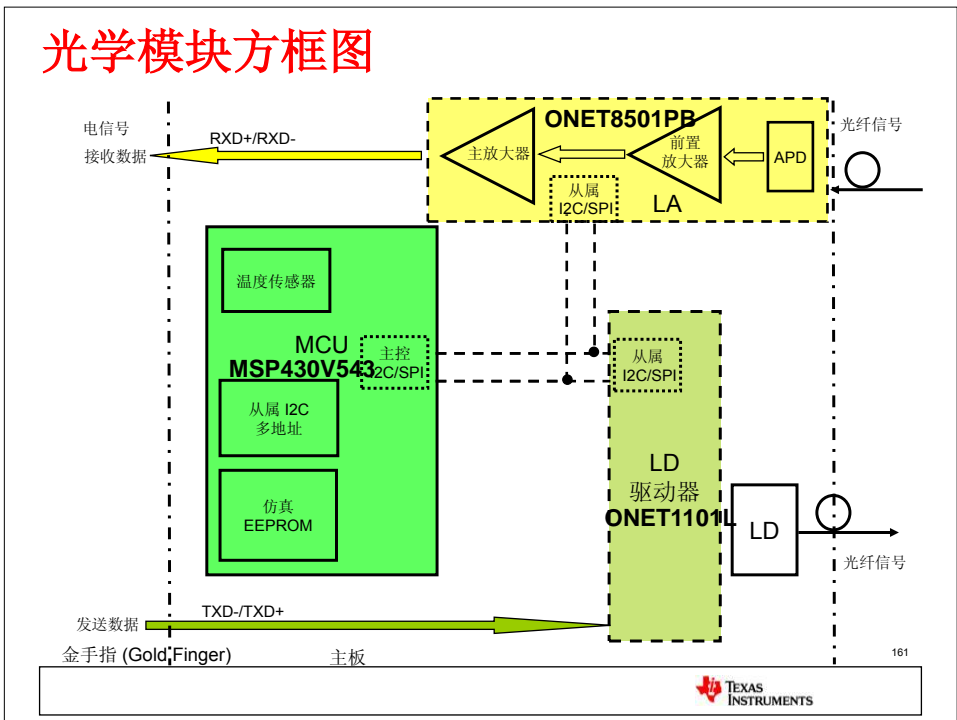 光学模块方框图
电信号
接收数据
RXD+/RXD-
ONET8501PB
主放大器
前置
放大器
APD
光纤信号
从属
I2C/SPI
LA
温度传感器
MCU
MSP430V543
主控
I2C/SPI
从属
I2C/SPI
从属 I2C
多地址
仿真
EEPROM
LD
驱动器
ONET1101L
LD
光纤信号
发送数据
TXD-/TXD+
金手指 (Gold Finger)
主板
161
TEXAS
INSTRUMENTS